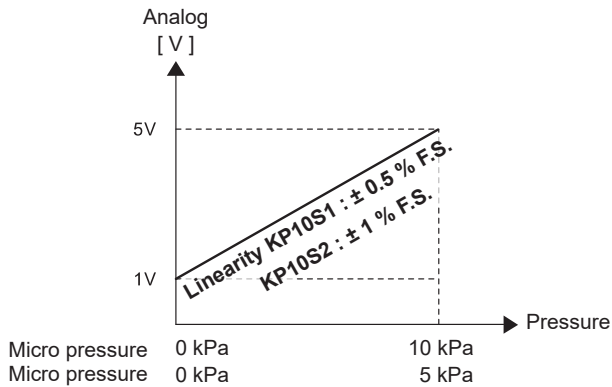 Analog
[ V ]
5V
Linearity KP10S1 : ± 0.5 % F.S.
KP10S2 : ± 1 % F.S.
1V
Pressure
Micro pressure 0 kPa 10 kPa
Micro pressure 0 kPa 5 kPa